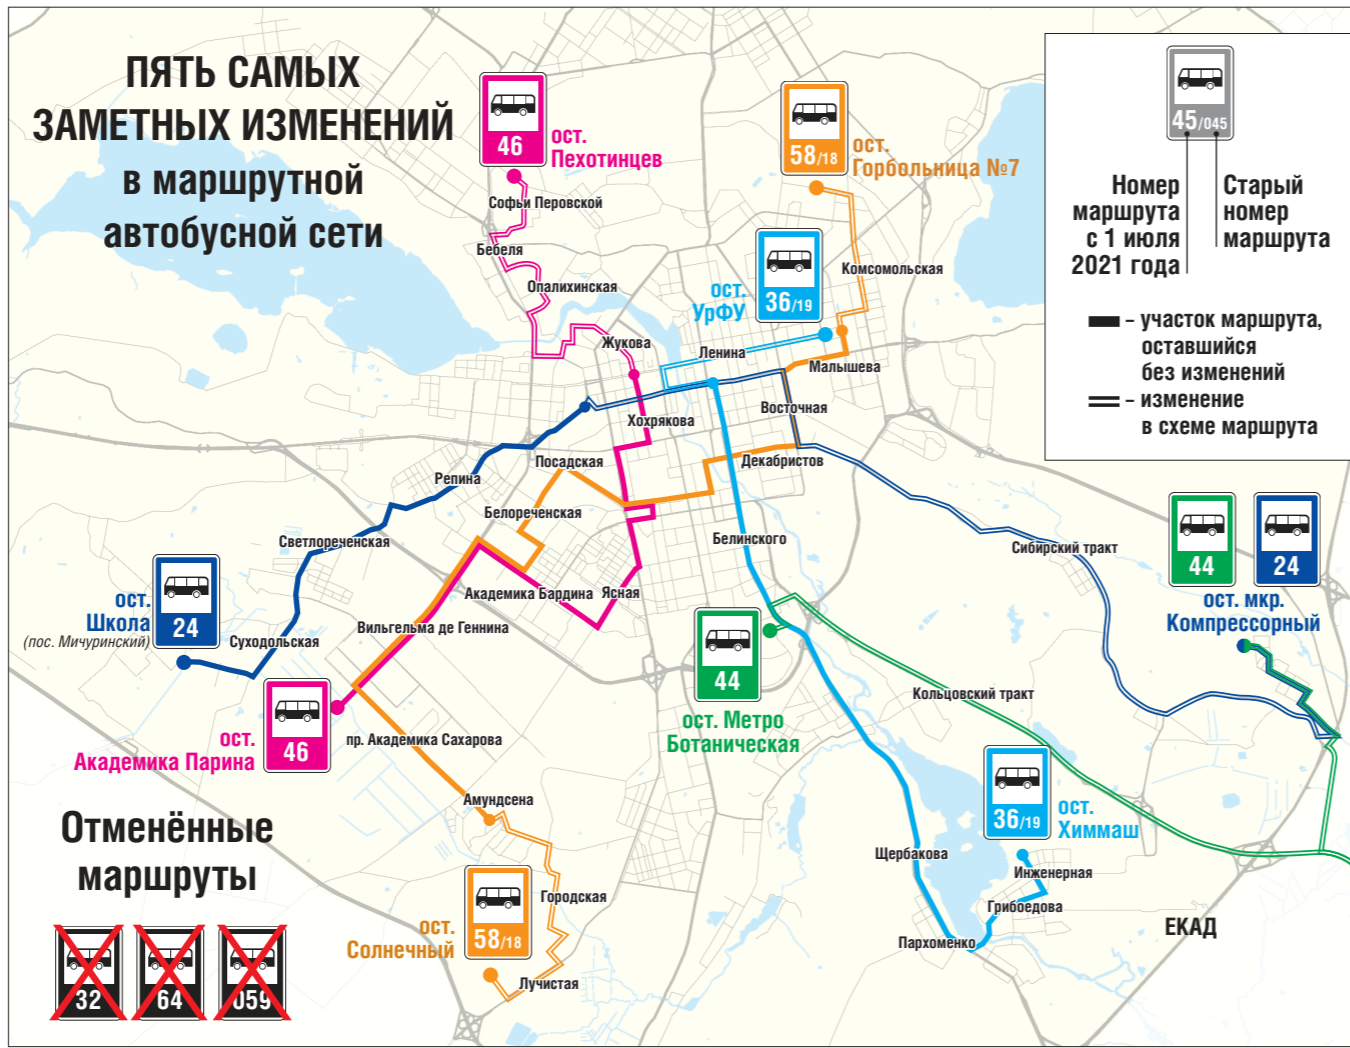 ПЯТЬ САМЫХ
ЗАМЕТНЫХ ИЗМЕНЕНИЙ
в маршрутной
автобусной сети
46
ост.
Пехотинцев
58/18
ост.
Горбольница №7
45/045
Номер
маршрута
с 1 июля
2021 года
Старый
номер
маршрута
– участок маршрута,
оставшийся
без изменений
– изменение
в схеме маршрута
Софьи Перовской
Бебеля
Опалихинская
Жукова
ост.
УрФУ
36/19
Комсомольская
Ленина
Малышева
Хохрякова
Восточная
Посадская
Декабристов
Репина
Белореченская
Светлореченская
Белинского
Сибирский тракт
44
24
ост. мкр.
Компрессорный
ост.
Школа
(пос. Мичуринский)
24
Суходольская
Академика Бардина
Ясная
Вильгельма де Геннина
44
ост. Метро
Ботаническая
Кольцовский тракт
ост.
Академика Парина
46
пр. Академика Сахарова
Амундсена
36/19
ост.
Химмаш
Щербакова
Инженерная
Грибоедова
Пархоменко
ЕКАД
Городская
ост.
Солнечный
58/18
Лучистая
Отменённые
маршруты
32
64
059